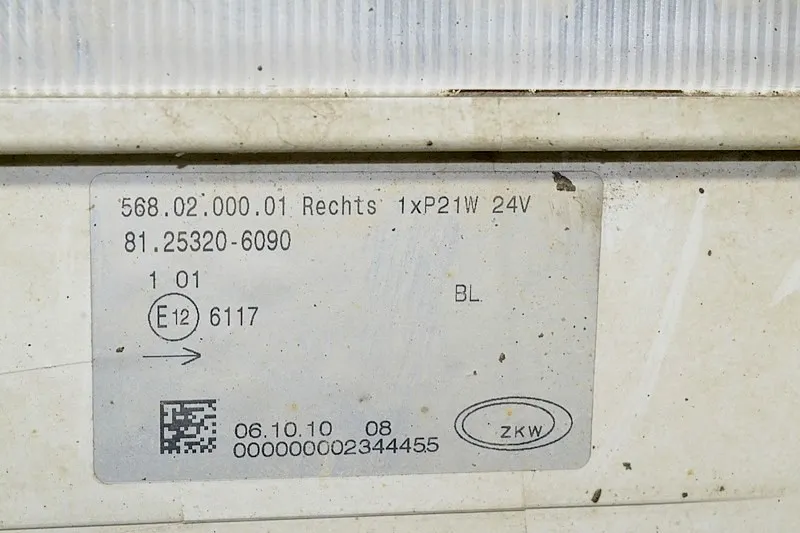 568.02.000.01 Rechts 1xP21W 24V
81.25320-6090
1 01
E12 6117
BL
06.10.10 08
000000002344455
ZKW